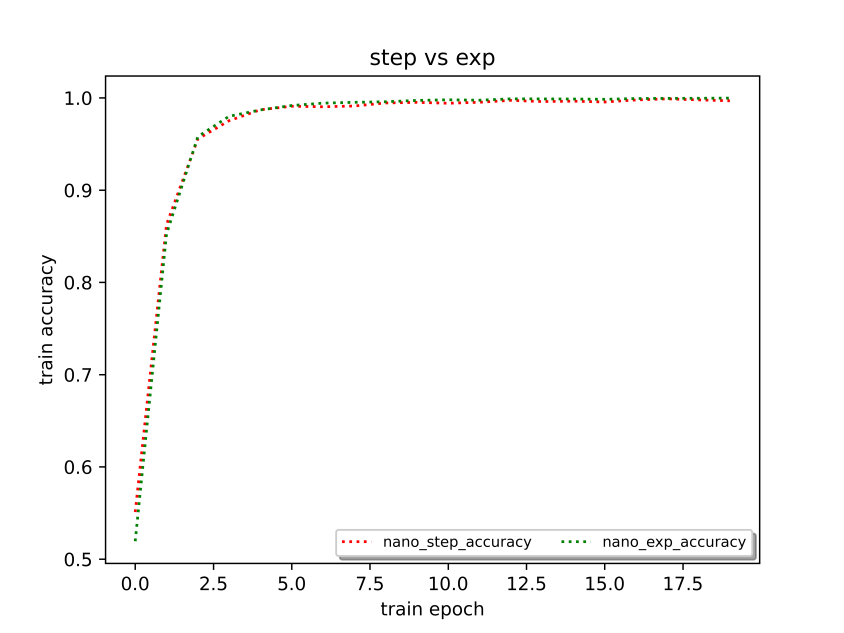 step vs exp
train accuracy
1.0
0.9
0.8
0.7
0.6
0.5
nano_step_accuracy nano_exp_accuracy
0.0 2.5 5.0 7.5 10.0 12.5 15.0 17.5
train epoch